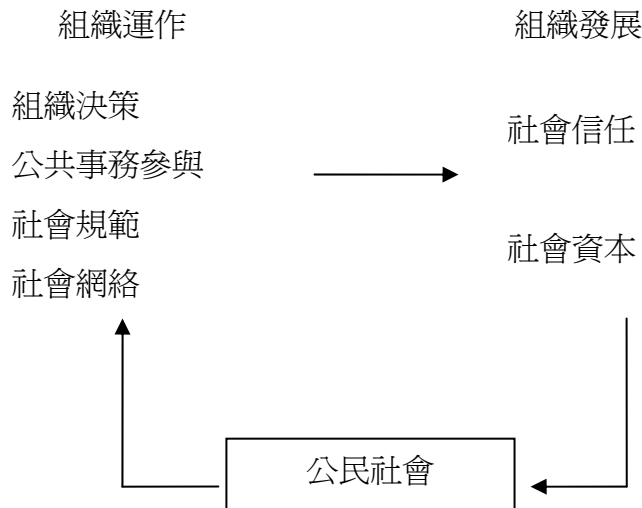 組織運作
組織發展
組織決策
公共事務參與
社會規範
社會網絡
社會信任
社會資本
公民社會